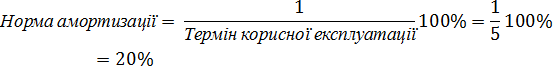 Норма амортизації = 1 / Термін корисної експлуатації 100% = 1/5 100%
= 20%